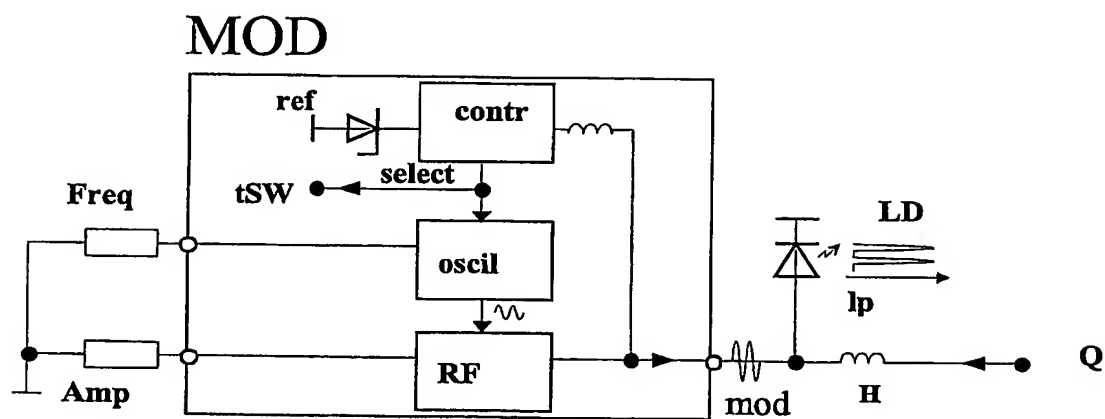 MOD
ref
contr
select
tSW
Freq
LD
oscil
lp
RF
Q
Amp
mod
H